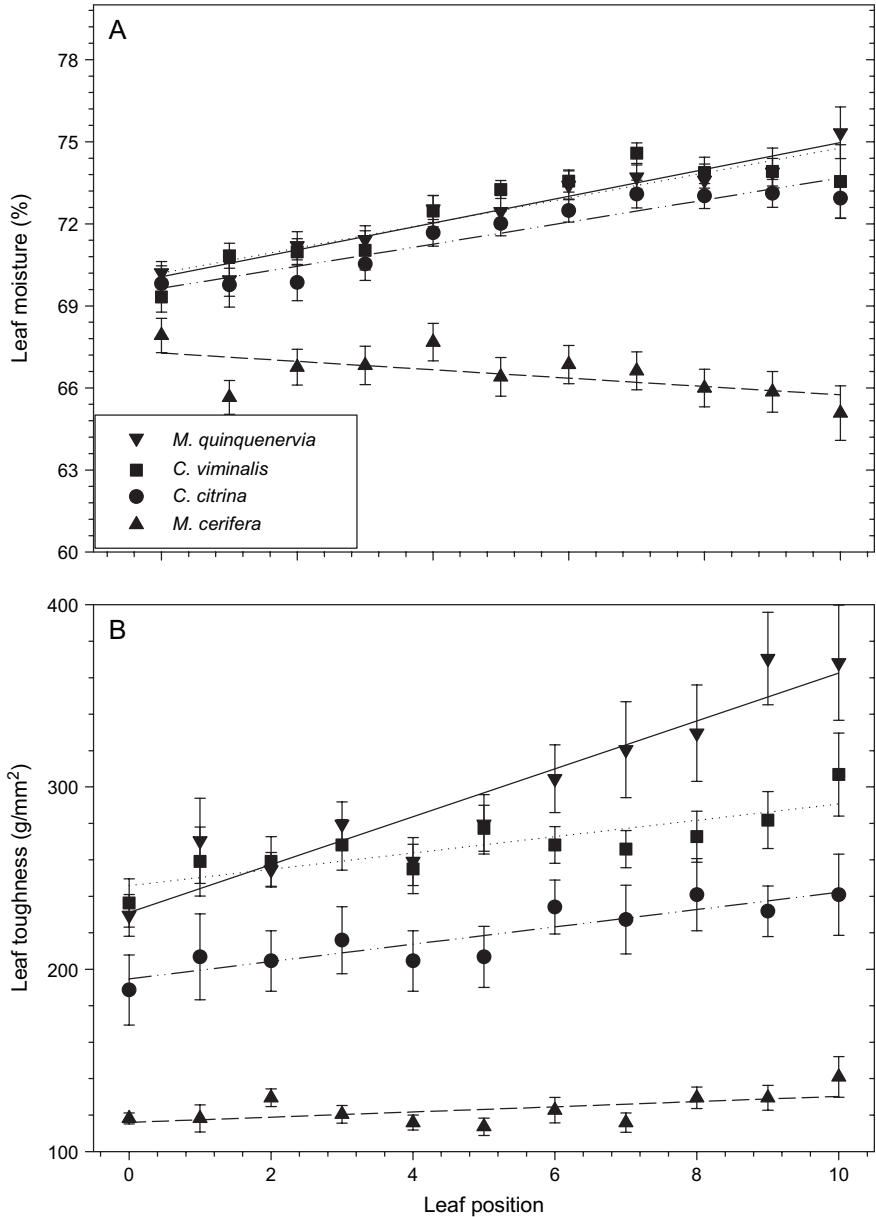 A
78
75
72
69
66
63
60
Leaf moisture (%)
M. quinquenervia
C. viminalis
C. citrina
M. cerifera
B
400
300
200
100
Leaf toughness (g/mm²)
0 2 4 6 8 10
Leaf position